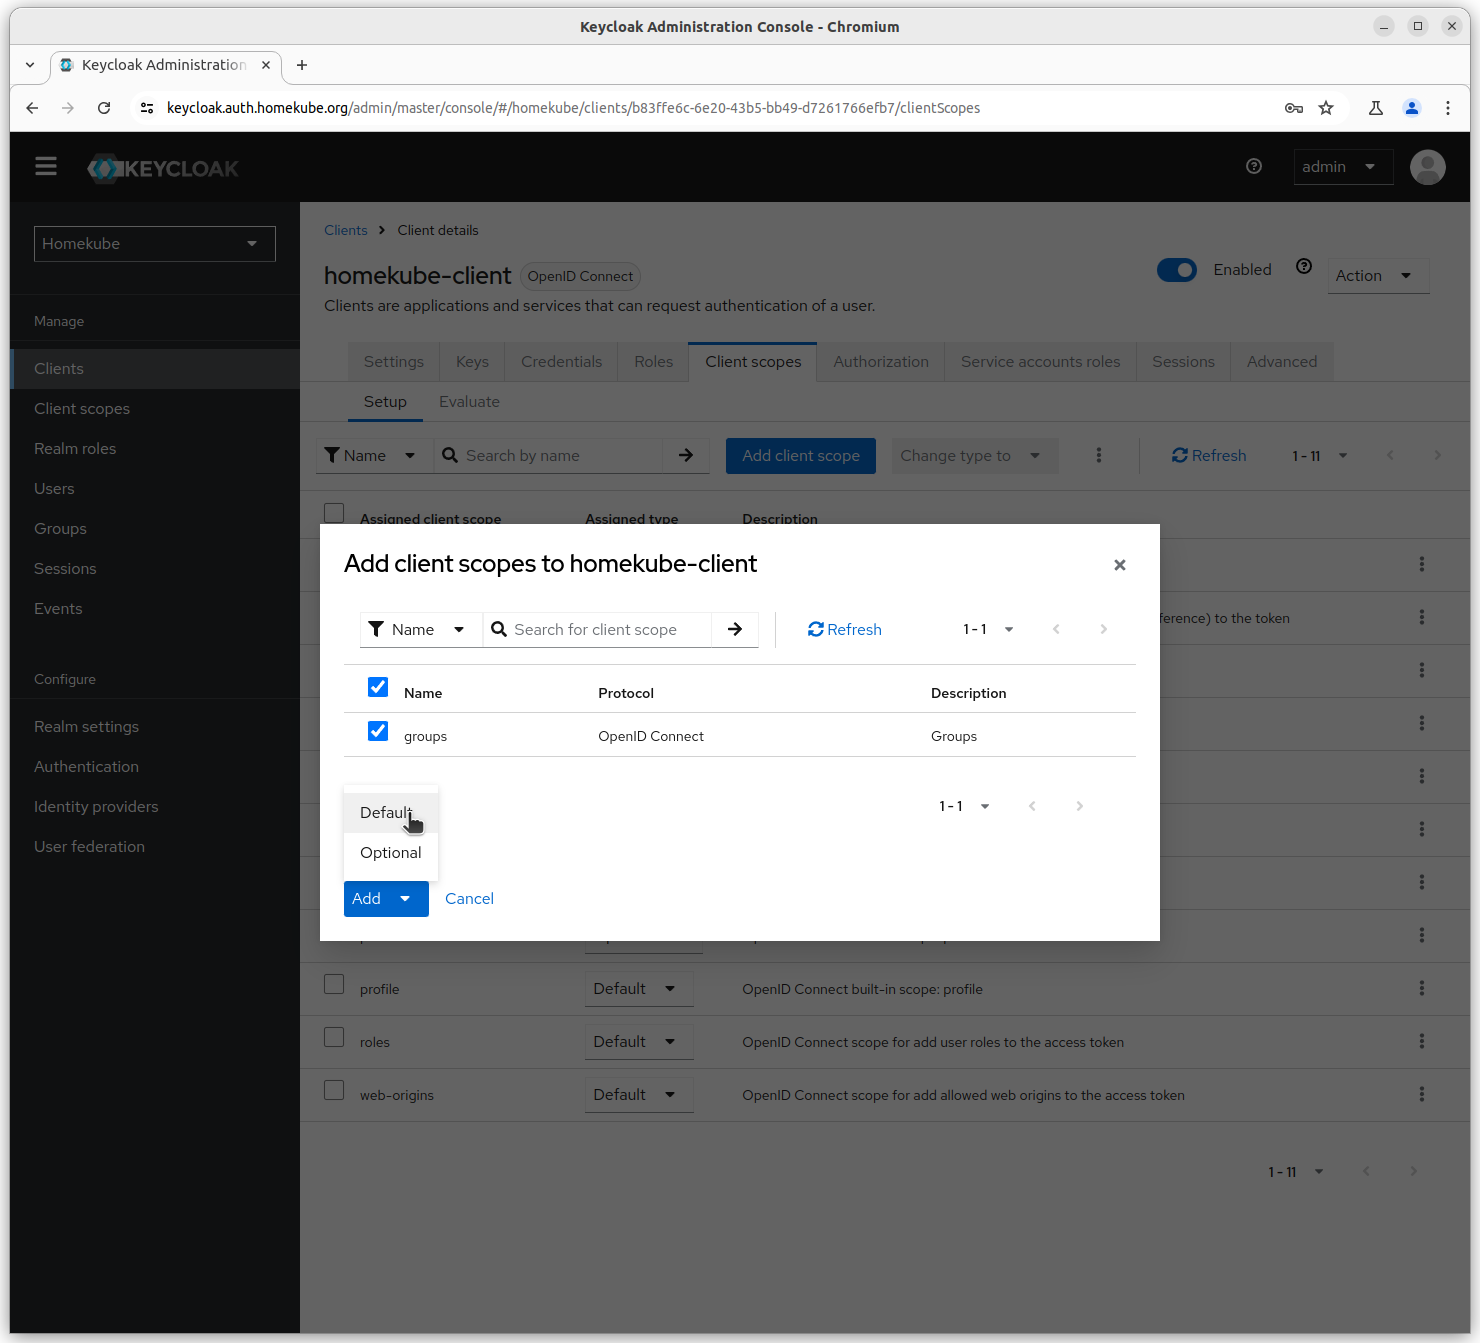 Keycloak Administration Console - Chromium
Keycloak Administration
keycloak.auth.homekube.org/admin/master/console/#/homekube/clients/b83ffe6c-6e20-43b5-bb49-d7261766efb7/clientScopes
KEYCLOAK
admin
Homekube
Manage
Clients
Client scopes
Realm roles
Users
Groups
Sessions
Events
Configure
Realm settings
Authentication
Identity providers
User federation
Clients > Client details
homekube-client OpenID Connect
Enabled
Action
Clients are applications and services that can request authentication of a user.
Settings Keys Credentials Roles Client scopes Authorization Service accounts roles Sessions Advanced
Setup Evaluate
Name Search by name Add client scope Change type to Refresh 1 - 11
Assigned client scope Assigned type Description
ference) to the token
Add client scopes to homekube-client
Name Search for client scope Refresh 1 - 1
Name Protocol Description
groups OpenID Connect Groups
1 - 1
Default
Optional
Add Cancel
profile Default OpenID Connect built-in scope: profile
roles Default OpenID Connect scope for add user roles to the access token
web-origins Default OpenID Connect scope for add allowed web origins to the access token
1 - 11